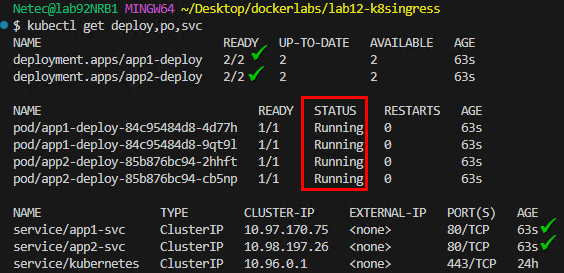 Netec@lab92NRB1 MINGW64 ~/Desktop/dockerlabs/lab12-k8singress
$ kubectl get deploy,po,svc
NAME READY UP-TO-DATE AVAILABLE AGE
deployment.apps/app1-deploy 2/2 2 2 63s
deployment.apps/app2-deploy 2/2 2 2 63s
NAME READY STATUS RESTARTS AGE
pod/app1-deploy-84c95484d8-4d77h 1/1 Running 0 63s
pod/app1-deploy-84c95484d8-9qt9l 1/1 Running 0 63s
pod/app2-deploy-85b876bc94-2hhft 1/1 Running 0 63s
pod/app2-deploy-85b876bc94-cb5np 1/1 Running 0 63s
NAME TYPE CLUSTER-IP EXTERNAL-IP PORT(S) AGE
service/app1-svc ClusterIP 10.97.170.75 <none> 80/TCP 63s
service/app2-svc ClusterIP 10.98.197.26 <none> 80/TCP 63s
service/kubernetes ClusterIP 10.96.0.1 <none> 443/TCP 24h